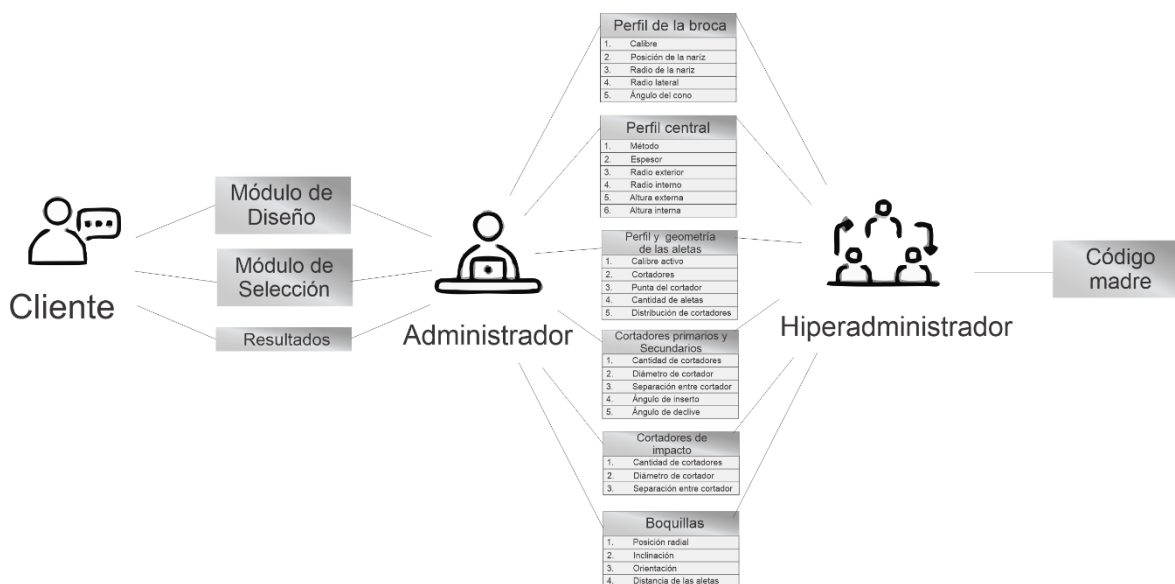 Cliente
Módulo de
Diseño
Módulo de
Selección
Resultados
Administrador
Perfil de la broca
1. Calibre
2. Posición de la nariz
3. Radio de la nariz
4. Radio lateral
5. Ángulo del cono
Perfil central
1. Método
2. Espesor
3. Radio exterior
4. Radio interno
5. Altura externa
6. Altura interna
Perfil y geometría
de las aletas
1. Calibre activo
2. Cortadores
3. Punta del cortador
4. Cantidad de aletas
5. Distribución de cortadores
Cortadores primarios y
Secundarios
1. Cantidad de cortadores
2. Diámetro de cortador
3. Separación entre cortador
4. Ángulo de inserto
5. Ángulo de declive
Cortadores de
impacto
1. Cantidad de cortadores
2. Diámetro de cortador
3. Separación entre cortador
Boquillas
1. Posición radial
2. Inclinación
3. Orientación
4. Distancia de las aletas
Hiperadministrador
Código
madre